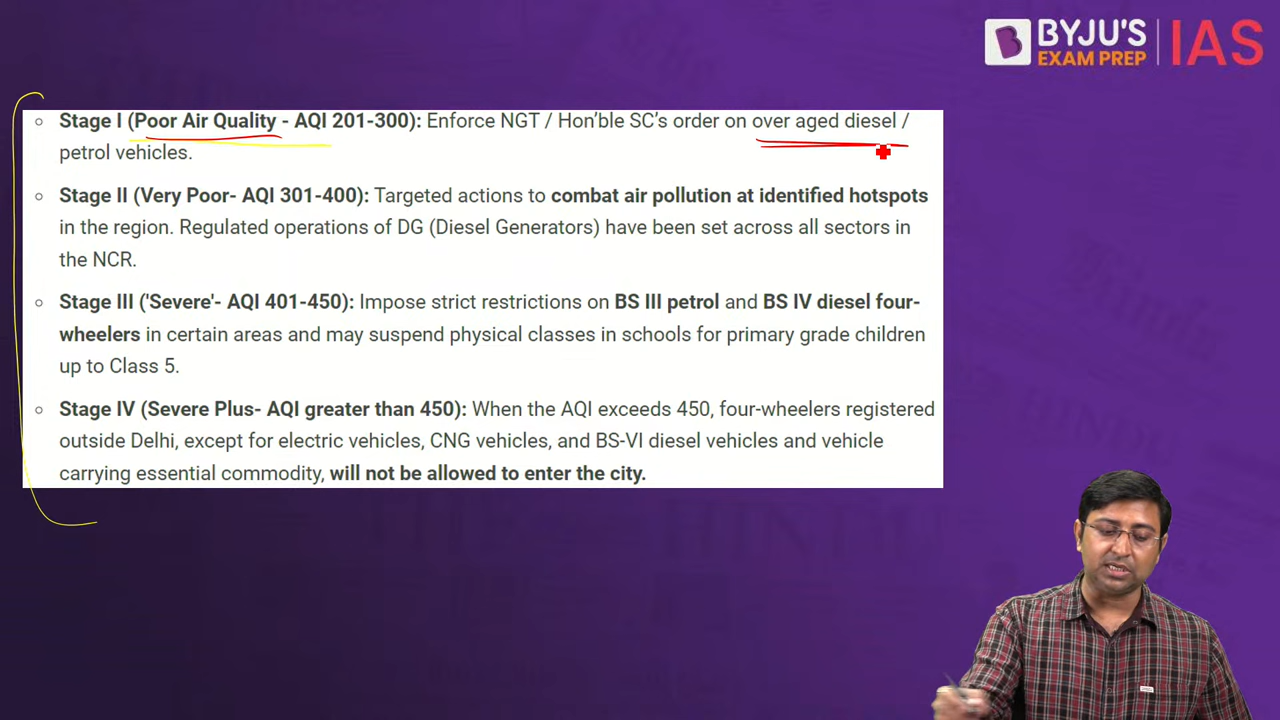 BYJU'S
EXAM PREP
IAS
Stage I (Poor Air Quality - AQI 201-300): Enforce NGT / Hon'ble SC's order on over aged diesel /
petrol vehicles.
Stage II (Very Poor- AQI 301-400): Targeted actions to combat air pollution at identified hotspots
in the region. Regulated operations of DG (Diesel Generators) have been set across all sectors in
the NCR.
Stage III ('Severe'- AQI 401-450): Impose strict restrictions on BS III petrol and BS IV diesel four-
wheelers in certain areas and may suspend physical classes in schools for primary grade children
up to Class 5.
Stage IV (Severe Plus- AQI greater than 450): When the AQI exceeds 450, four-wheelers registered
outside Delhi, except for electric vehicles, CNG vehicles, and BS-VI diesel vehicles and vehicle
carrying essential commodity, will not be allowed to enter the city.